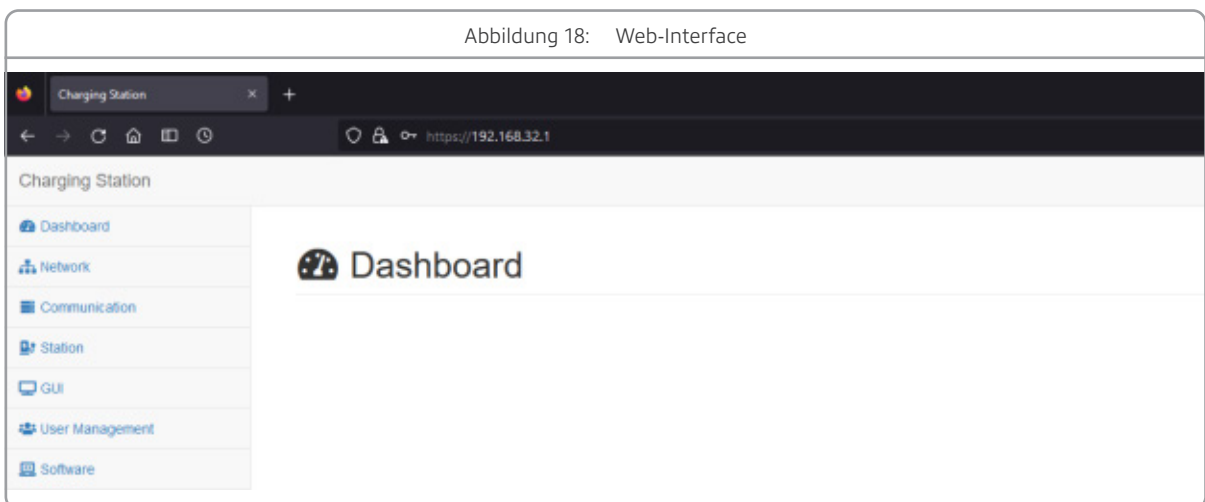 Abbildung 18: Web-Interface
Charging Station
https://192.168.32.1
Charging Station
Dashboard
Network
Communication
Station
GUI
User Management
Software
Dashboard